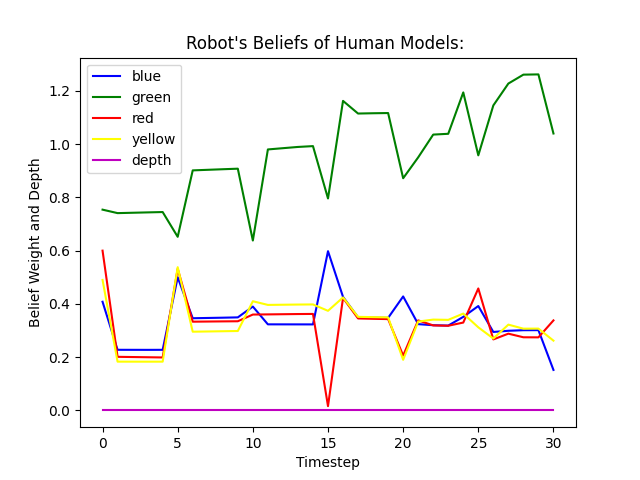 Robot's Beliefs of Human Models:
blue
green
red
yellow
depth
Belief Weight and Depth
1.2
1.0
0.8
0.6
0.4
0.2
0.0
0 5 10 15 20 25 30
Timestep